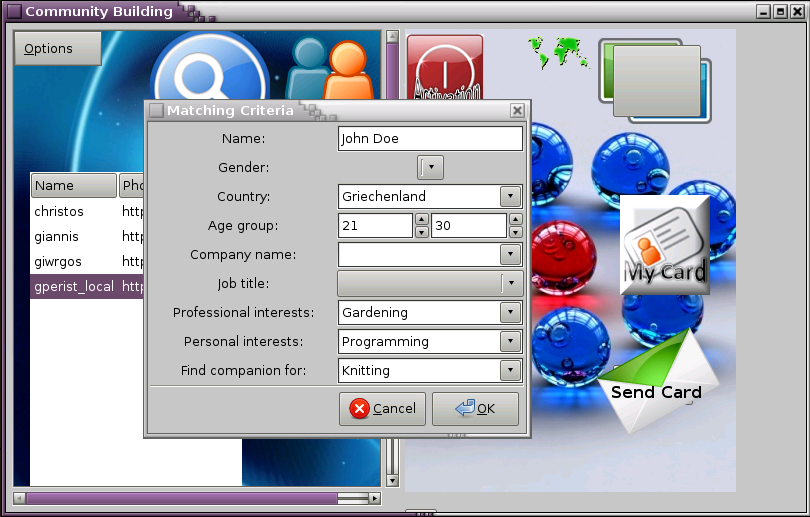 Community Building
Options
Activation
Matching Criteria
Name: John Doe
Gender:
Country: Griechenland
Age group: 21 30
Company name:
Job title:
Professional interests: Gardening
Personal interests: Programming
Find companion for: Knitting
Cancel OK
Name Pho
christos http
giannis http
giwrgos http
gperist_local http
My Card
Send Card